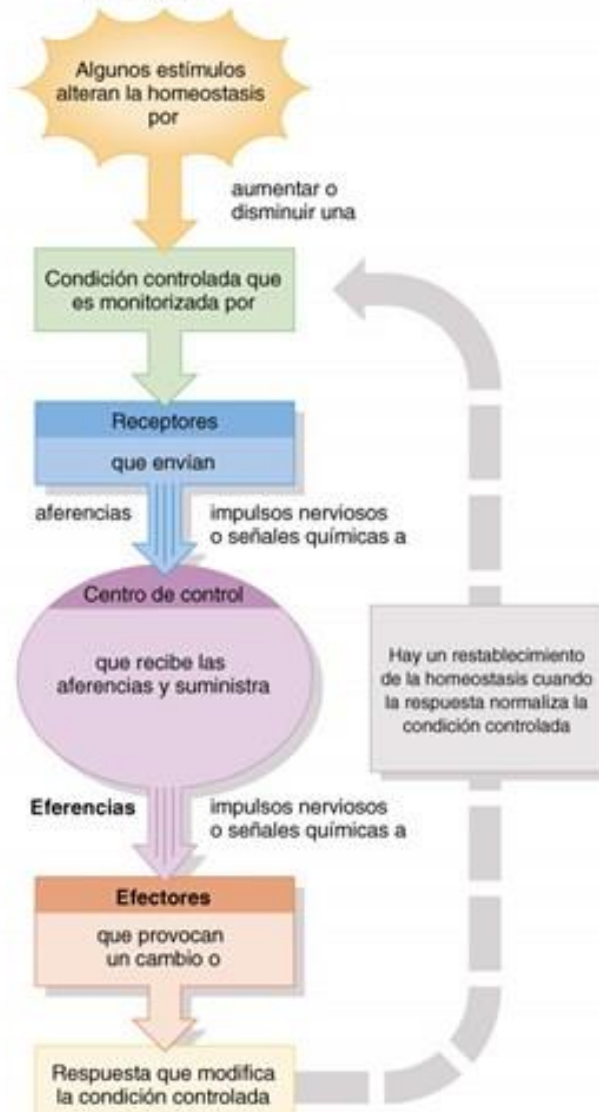 Algunos estímulos
alteran la homeostasis
por
aumentar o
disminuir una
Condición controlada que
es monitorizada por
Receptores
que envían
aferencias
impulsos nerviosos
o señales químicas a
Centro de control
que recibe las
aferencias y suministra
Hay un restablecimiento
de la homeostasis cuando
la respuesta normaliza la
condición controlada
Eferencias
impulsos nerviosos
o señales químicas a
Efectores
que provocan
un cambio o
Respuesta que modifica
la condición controlada